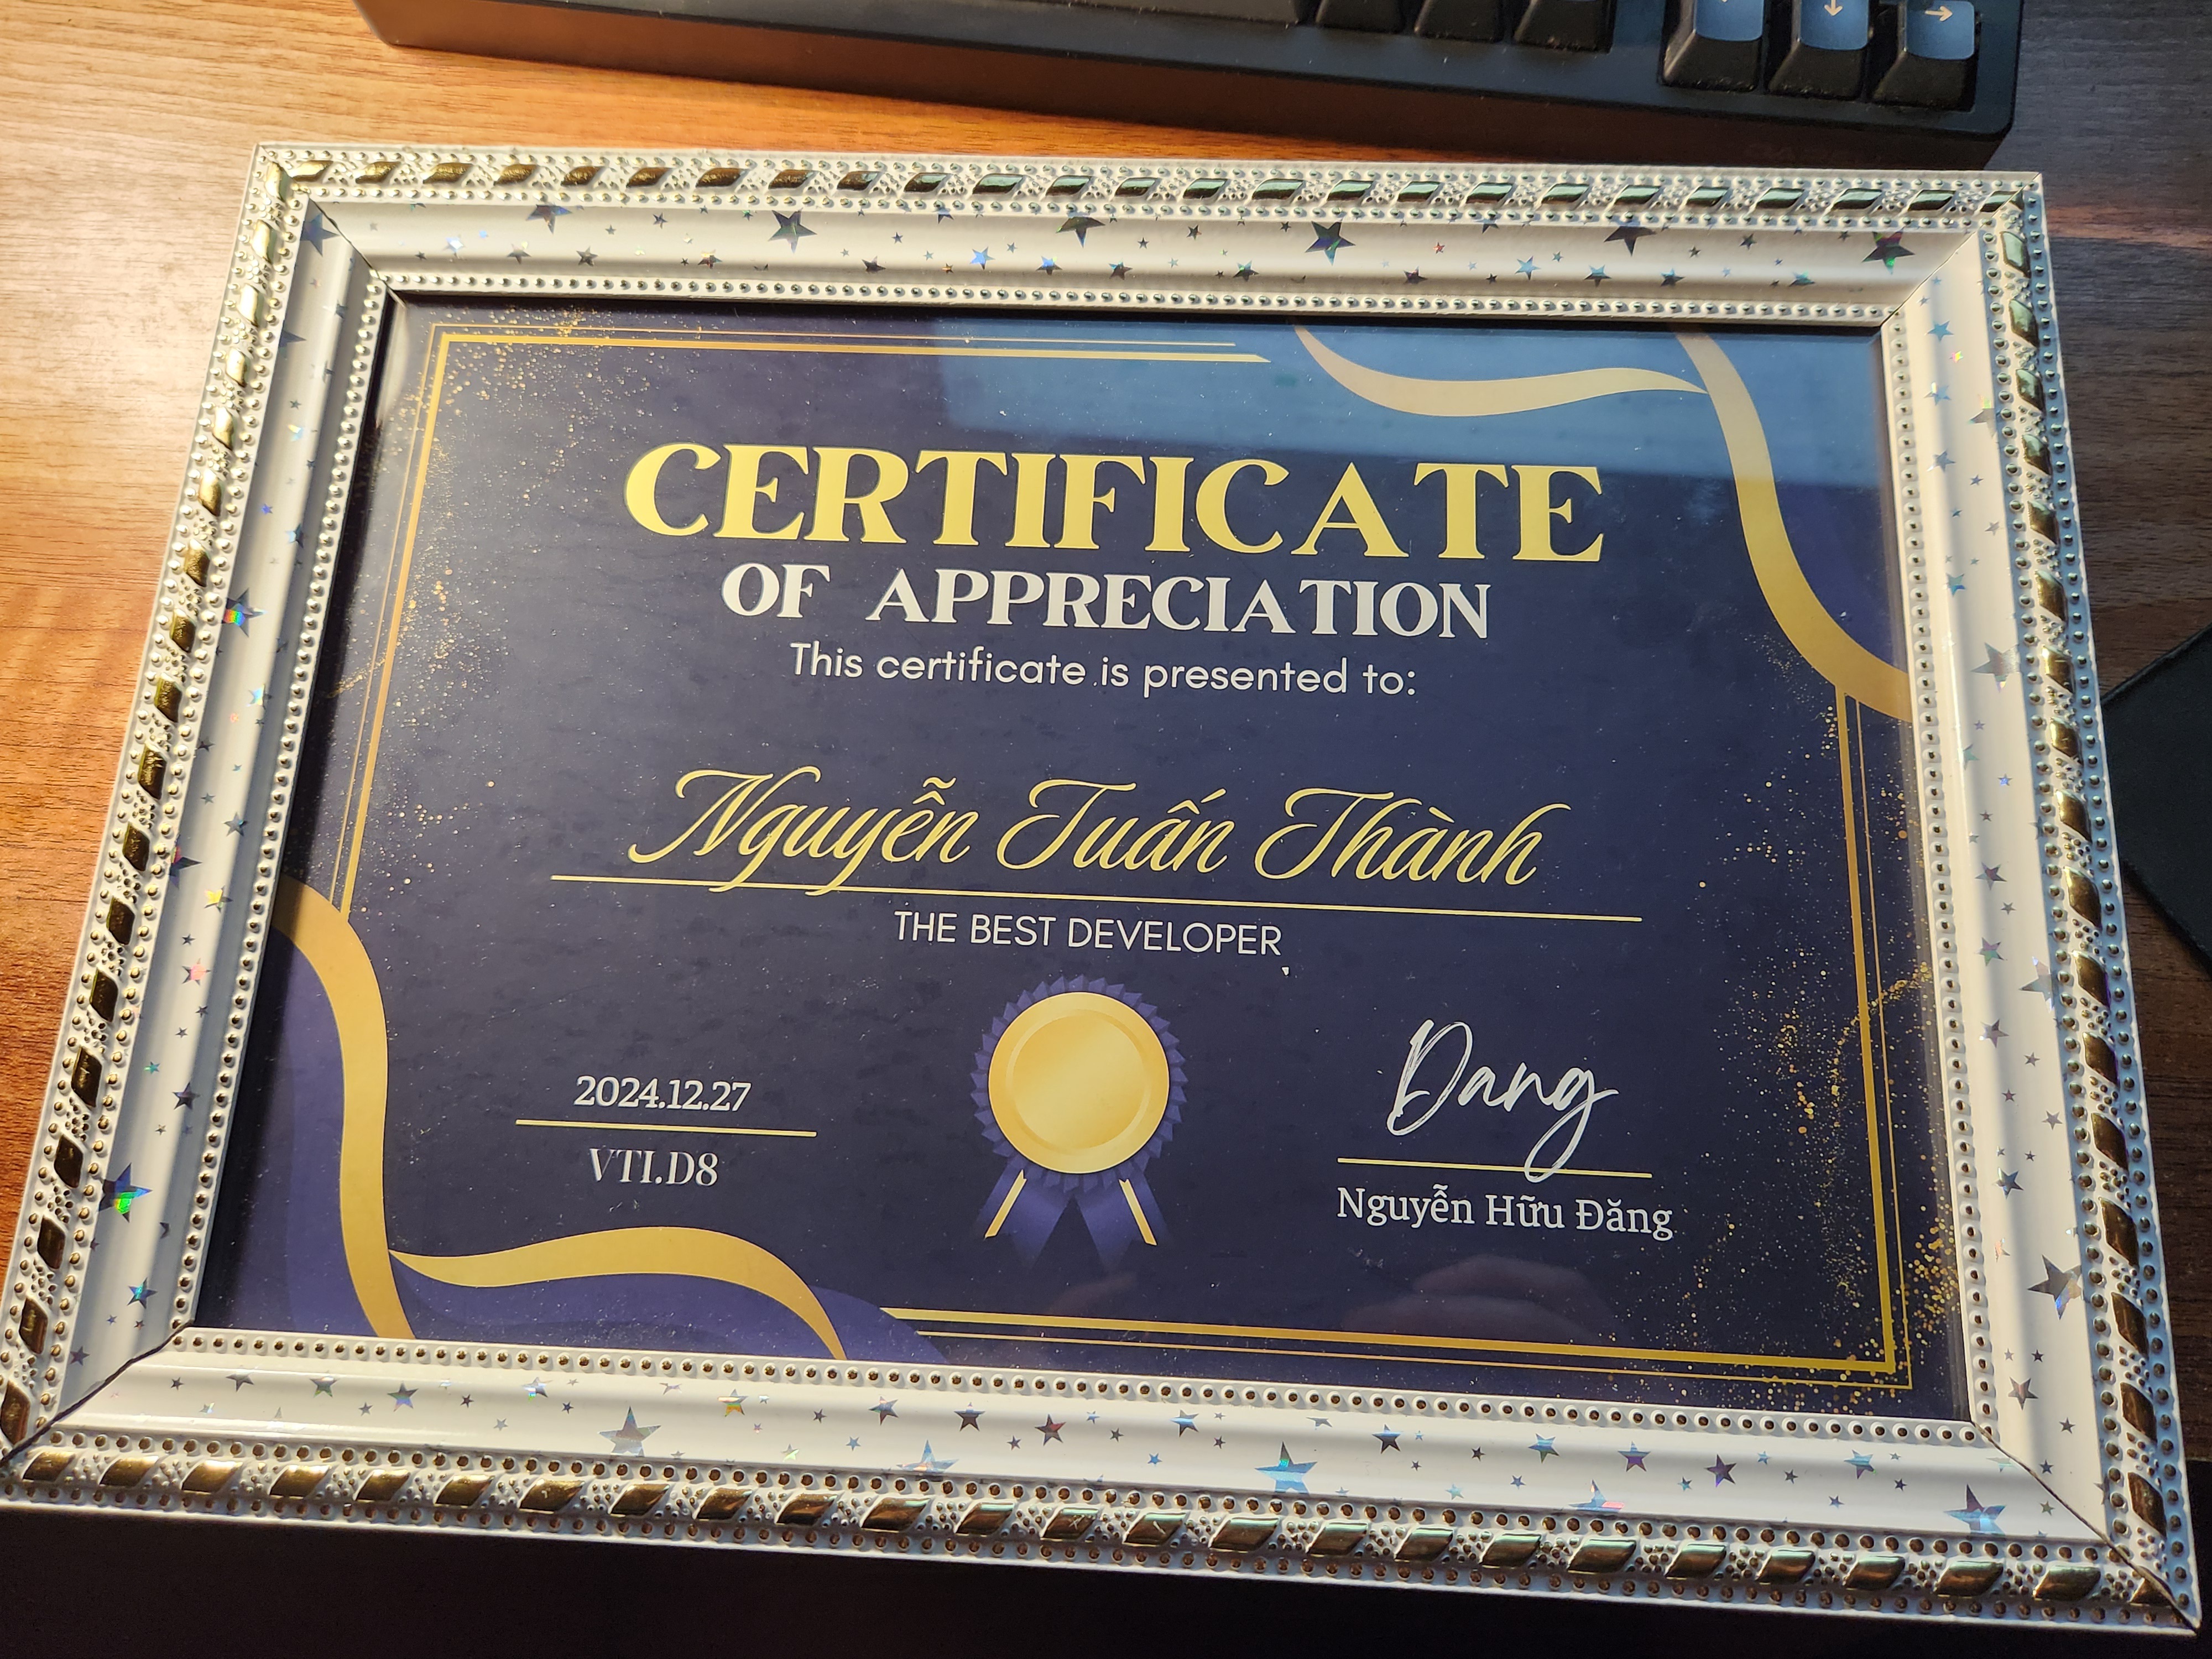 CERTIFICATE
OF APPRECIATION
This certificate is presented to:
Nguyễn Tuấn Thành
THE BEST DEVELOPER
2024.12.27
VTI.D8
Dang
Nguyễn Hữu Đăng